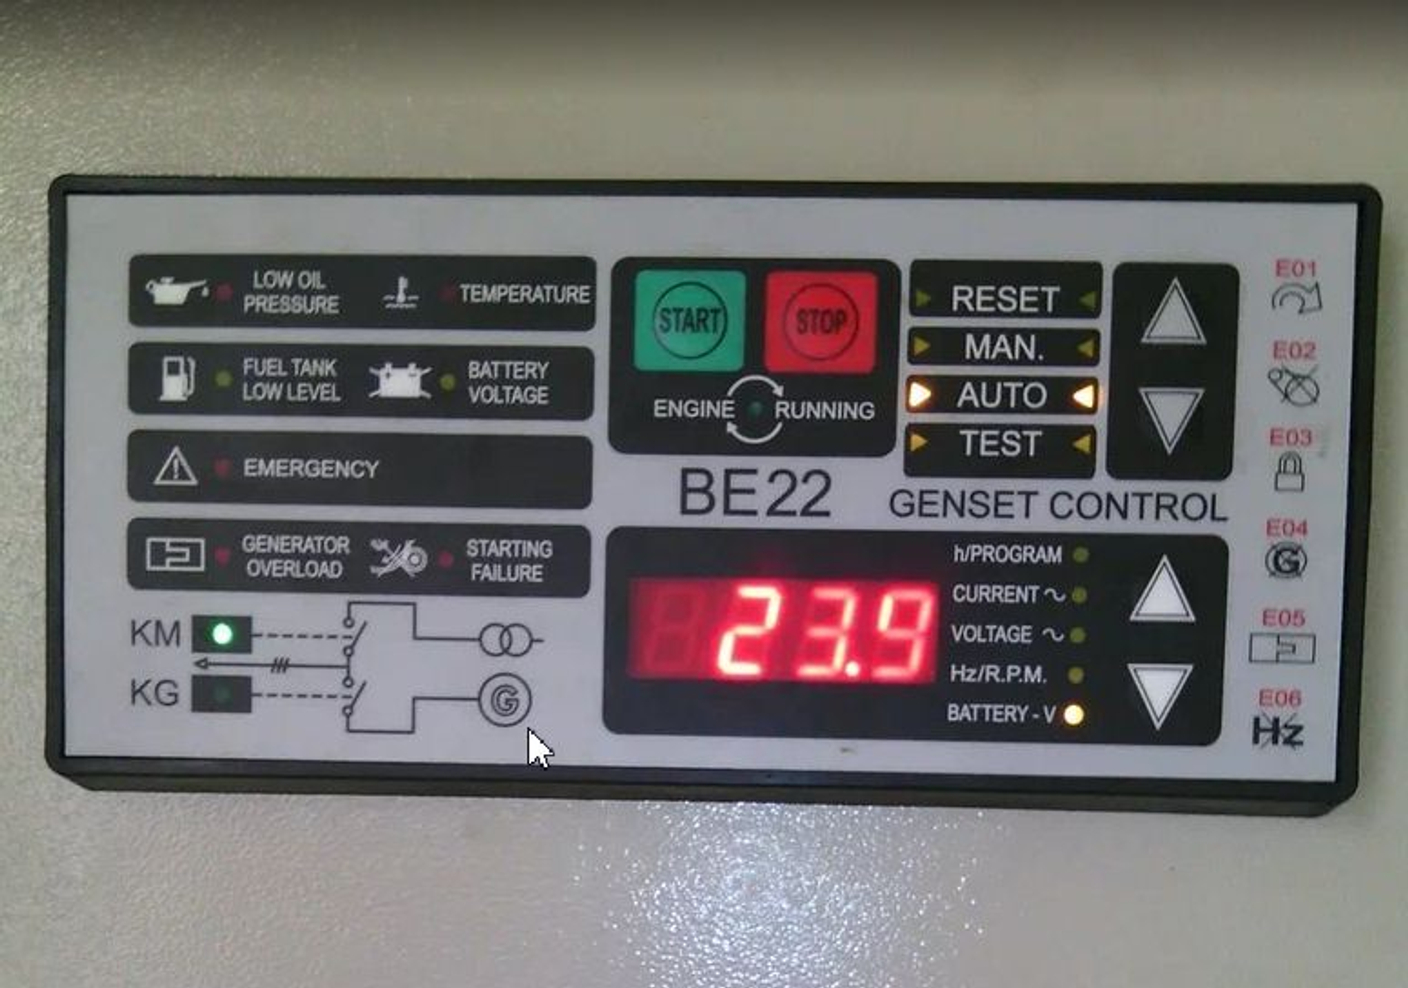 LOW OIL
PRESSURE
TEMPERATURE
FUEL TANK
LOW LEVEL
BATTERY
VOLTAGE
EMERGENCY
GENERATOR
OVERLOAD
STARTING
FAILURE
KM
KG
G
START
STOP
ENGINE RUNNING
RESET
MAN.
AUTO
TEST
BE22
GENSET CONTROL
23.9
h/PROGRAM
CURRENT ~
VOLTAGE ~
Hz/R.P.M.
BATTERY - V
E01
E02
E03
E04
G
E05
E06
Hz